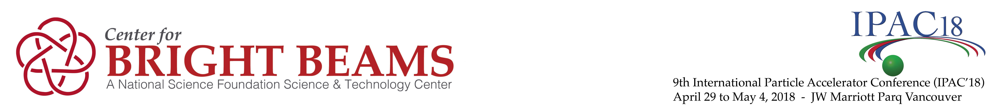 Center for
BRIGHT BEAMS
A National Science Foundation Science & Technology Center
IPAC18
9th International Particle Accelerator Conference (IPAC’18)
April 29 to May 4, 2018 - JW Marriott Parq Vancouver